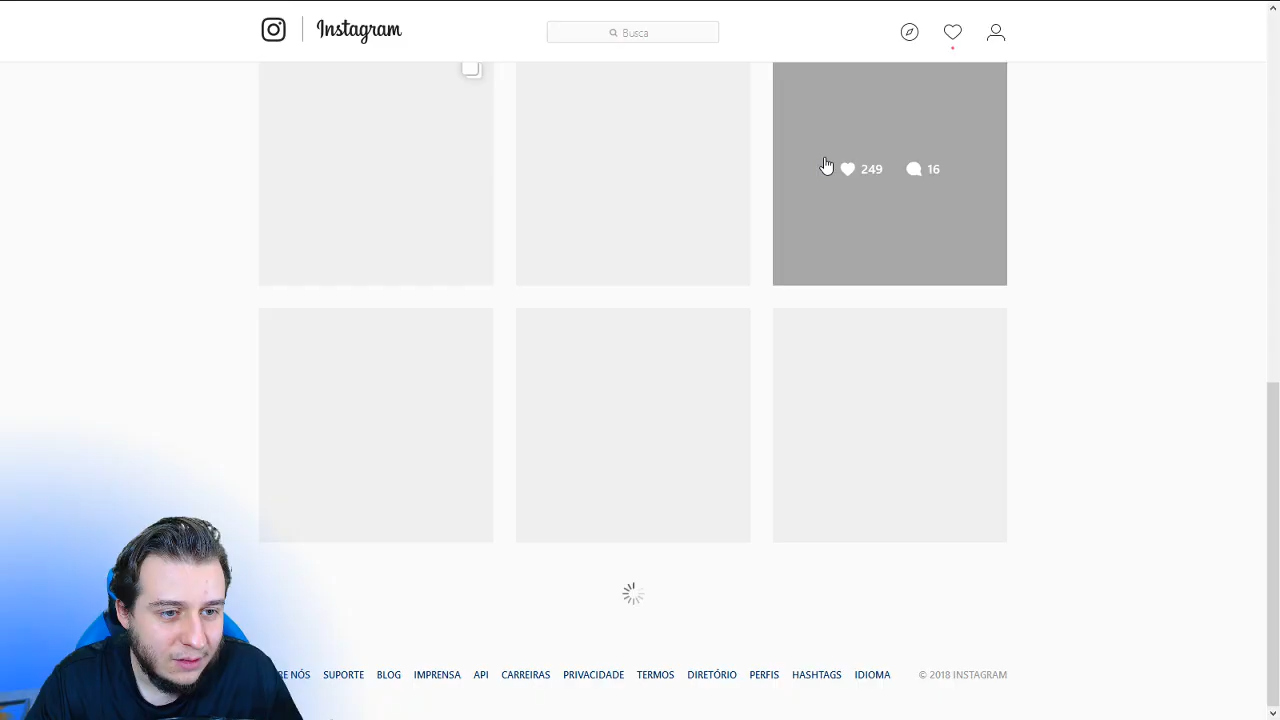 Instagram
Busca
249 16
RE NÓS SUPORTE BLOG IMPRENSA API CARREIRAS PRIVACIDADE TERMOS DIRETÓRIO PERFIS HASHTAGS IDIOMA © 2018 INSTAGRAM